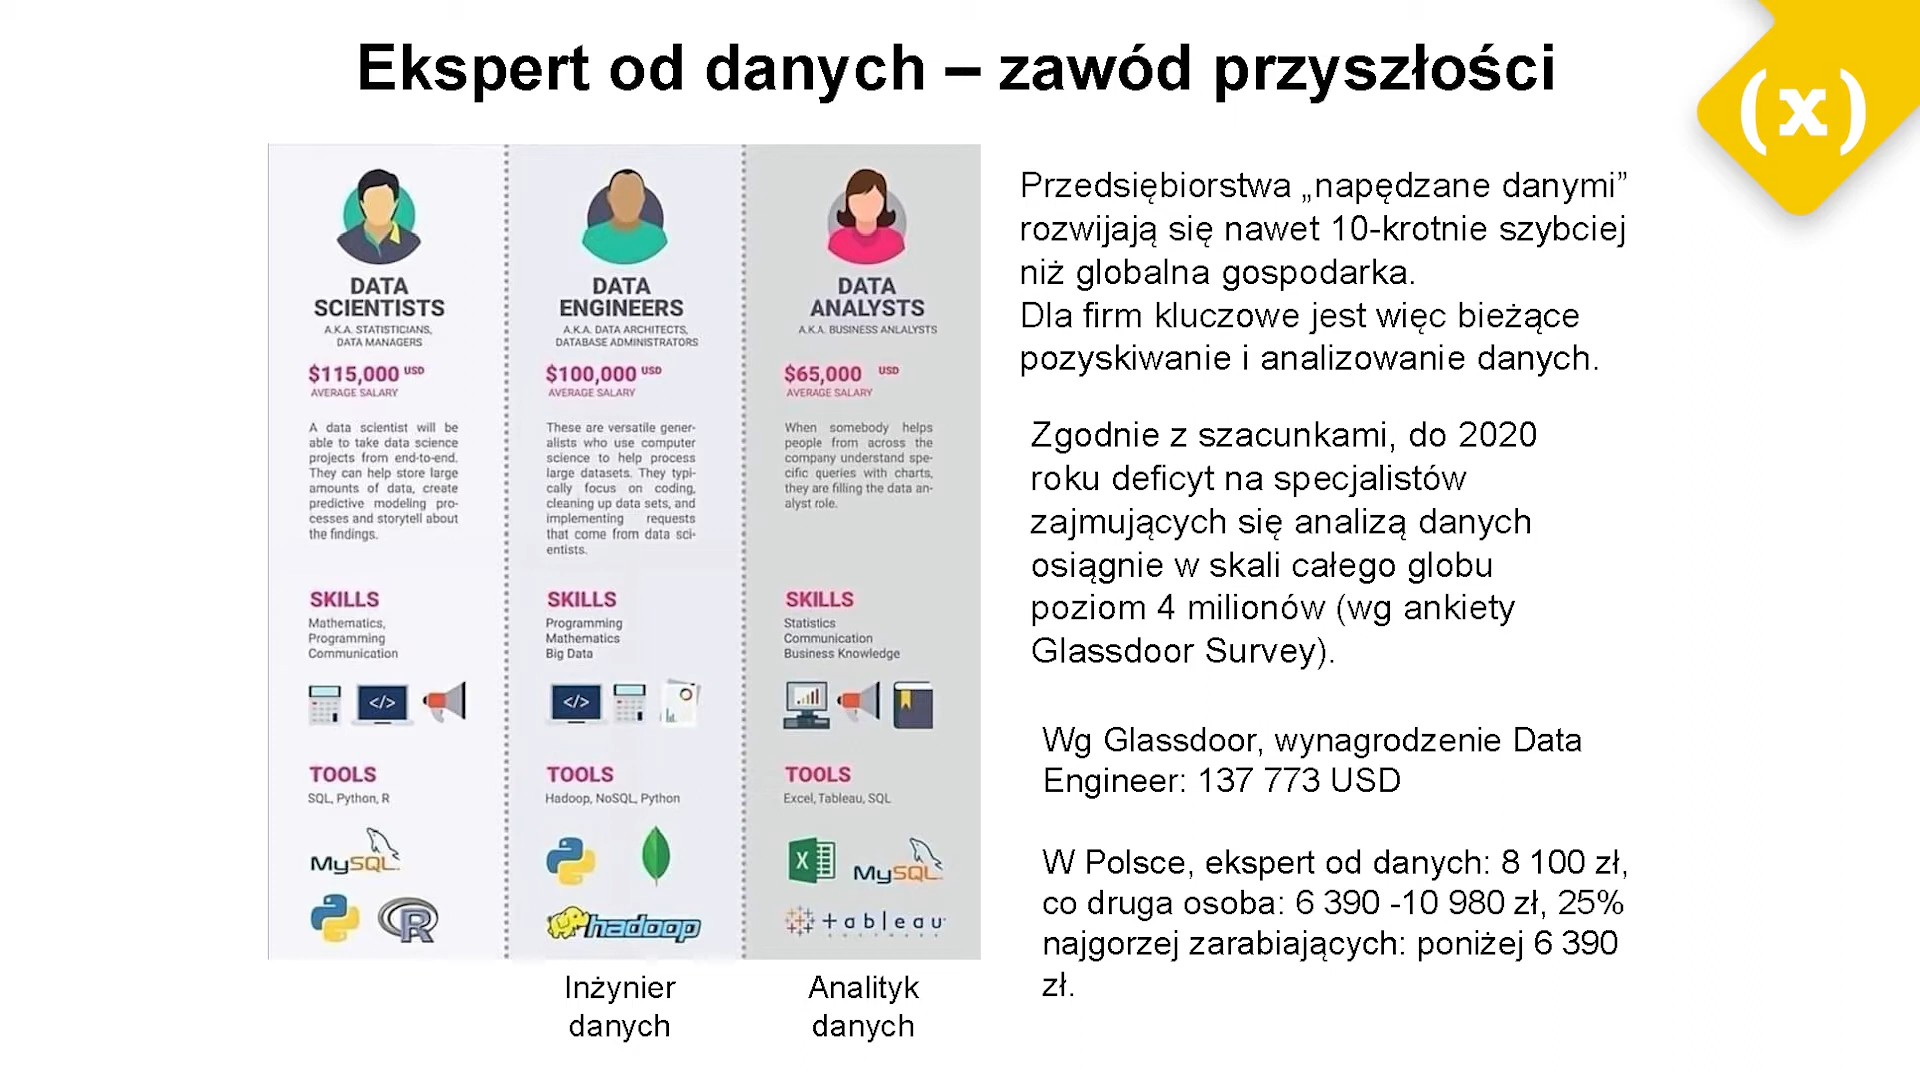 Ekspert od danych – zawód przyszłości
(x)
DATA
SCIENTISTS
A.K.A. STATISTICIANS,
DATA MANAGERS
$115,000 USD
AVERAGE SALARY
A data scientist will be
able to take data science
projects from end-to-end.
They can help store large
amounts of data, create
predictive modeling pro-
cesses and storytell about
the findings.
SKILLS
Mathematics,
Programming
Communication
</>
TOOLS
SQL, Python, R
MySQL
R
DATA
ENGINEERS
A.K.A. DATA ARCHITECTS,
DATABASE ADMINISTRATORS
$100,000 USD
AVERAGE SALARY
These are versatile gener-
alists who use computer
science to help process
large datasets. They typi-
cally focus on coding,
cleaning up data sets, and
implementing requests
that come from data sci-
entists.
SKILLS
Programming
Mathematics
Big Data
</>
TOOLS
Hadoop, NoSQL, Python
hadoop
Inżynier
danych
DATA
ANALYSTS
A.K.A. BUSINESS ANLALYSTS
$65,000 USD
AVERAGE SALARY
When somebody helps
people from across the
company understand spe-
cific queries with charts,
they are filling the data an-
alyst role.
SKILLS
Statistics
Communication
Business Knowledge
TOOLS
Excel, Tableau, SQL
X
MySQL
+ a b l e a u
SOFTWARE
Analityk
danych
Przedsiębiorstwa „napędzane danymi”
rozwijają się nawet 10-krotnie szybciej
niż globalna gospodarka.
Dla firm kluczowe jest więc bieżące
pozyskiwanie i analizowanie danych.
Zgodnie z szacunkami, do 2020
roku deficyt na specjalistów
zajmujących się analizą danych
osiągnie w skali całego globu
poziom 4 milionów (wg ankiety
Glassdoor Survey).
Wg Glassdoor, wynagrodzenie Data
Engineer: 137 773 USD
W Polsce, ekspert od danych: 8 100 zł,
co druga osoba: 6 390 -10 980 zł, 25%
najgorzej zarabiających: poniżej 6 390
zł.